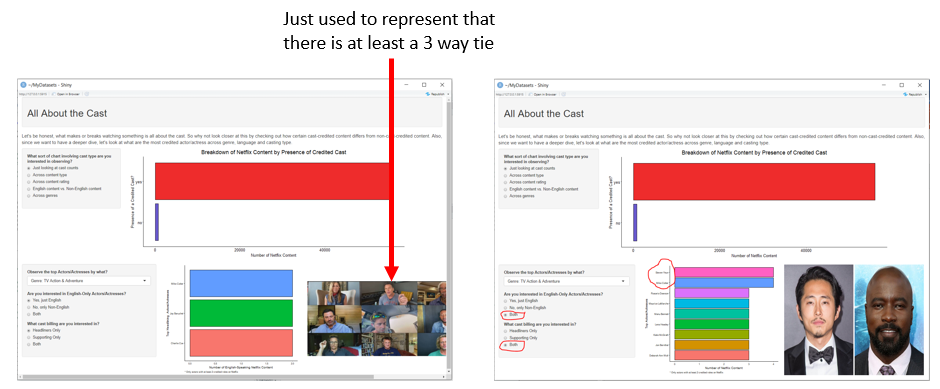 Just used to represent that
there is at least a 3 way tie
~/MyDatasets - Shiny
Open in Browser
Republish
All About the Cast
Let's be honest, what makes or breaks watching something is all about the cast. So why not look closer at this by checking out how certain cast-credited content differs from non-cast-credited content. Also,
since we want to have a deeper dive, let's look at what are the most credited actor/actress across genre, language and casting type.
What sort of chart involving cast type are you
interested in observing?
Just looking at cast counts
Across content type
Across content rating
English content vs. Non-English content
Across genres
Breakdown of Netflix Content by Presence of Credited Cast
Presence of a Credited Cast?
yes
no
0
20000
40000
Number of Netflix Content
Observe the top Actors/Actresses by what?
Genre: TV Action & Adventure
Are you interested in English-Only Actors/Actresses?
Yes, just English
No, only Non-English
Both
What cast billing are you interested in?
Headliners Only
Supporting Only
Both
Number of English-Speaking Netflix Content
~/MyDatasets - Shiny
Open in Browser
Republish
All About the Cast
Let's be honest, what makes or breaks watching something is all about the cast. So why not look closer at this by checking out how certain cast-credited content differs from non-cast-credited content. Also,
since we want to have a deeper dive, let's look at what are the most credited actor/actress across genre, language and casting type.
What sort of chart involving cast type are you
interested in observing?
Just looking at cast counts
Across content type
Across content rating
English content vs. Non-English content
Across genres
Breakdown of Netflix Content by Presence of Credited Cast
Presence of a Credited Cast?
yes
no
0
20000
40000
Number of Netflix Content
Observe the top Actors/Actresses by what?
Genre: TV Action & Adventure
Are you interested in English-Only Actors/Actresses?
Yes, just English
No, only Non-English
Both
What cast billing are you interested in?
Headliners Only
Supporting Only
Both
Number of Netflix Content